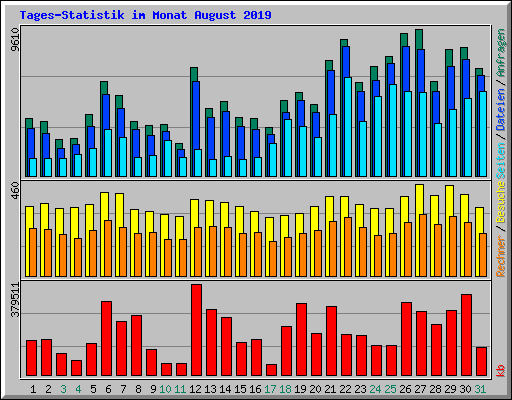 Tages-Statistik im Monat August 2019
9610
Rechner / Besuche Seiten / Dateien / Anfragen
460
379511
kb
1 2 3 4 5 6 7 8 9 10 11 12 13 14 15 16 17 18 19 20 21 22 23 24 25 26 27 28 29 30 31